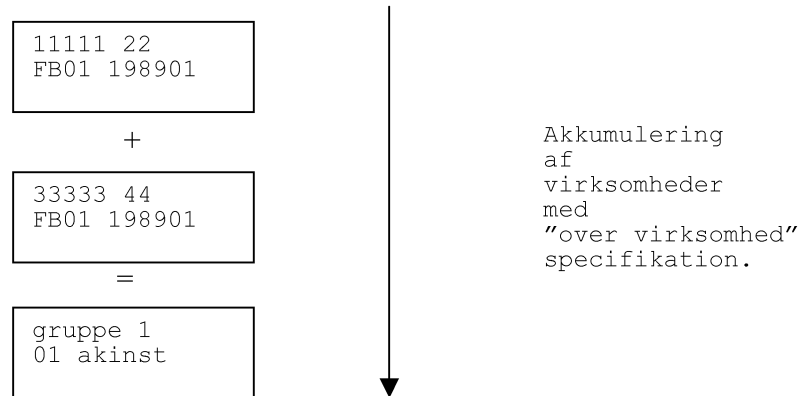 11111 22
FB01 198901
+
33333 44
FB01 198901
=
gruppe 1
01 akinst
Akkumulering
af
virksomheder
med
”over virksomhed”
specifikation.